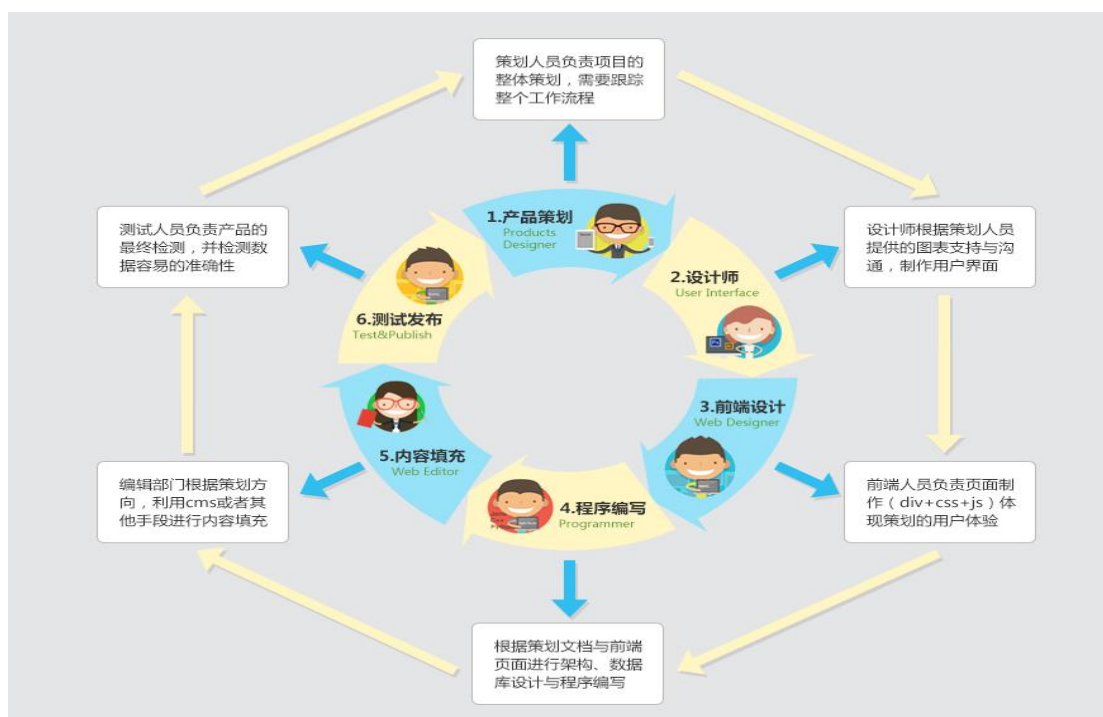 策划人员负责项目的
整体策划，需要跟踪
整个工作流程
1.产品策划
Products
Designer
设计师根据策划人员
提供的图表支持与沟
通，制作用户界面
2.设计师
User Interface
3.前端设计
Web Designer
前端人员负责页面制
作（div+css+js）体
现策划的用户体验
4.程序编写
Programmer
根据策划文档与前端
页面进行架构、数据
库设计与程序编写
5.内容填充
Web Editor
编辑部门根据策划方
向，利用cms或者其
他手段进行内容填充
6.测试发布
Test&Publish
测试人员负责产品的
最终检测，并检测数
据容易的准确性